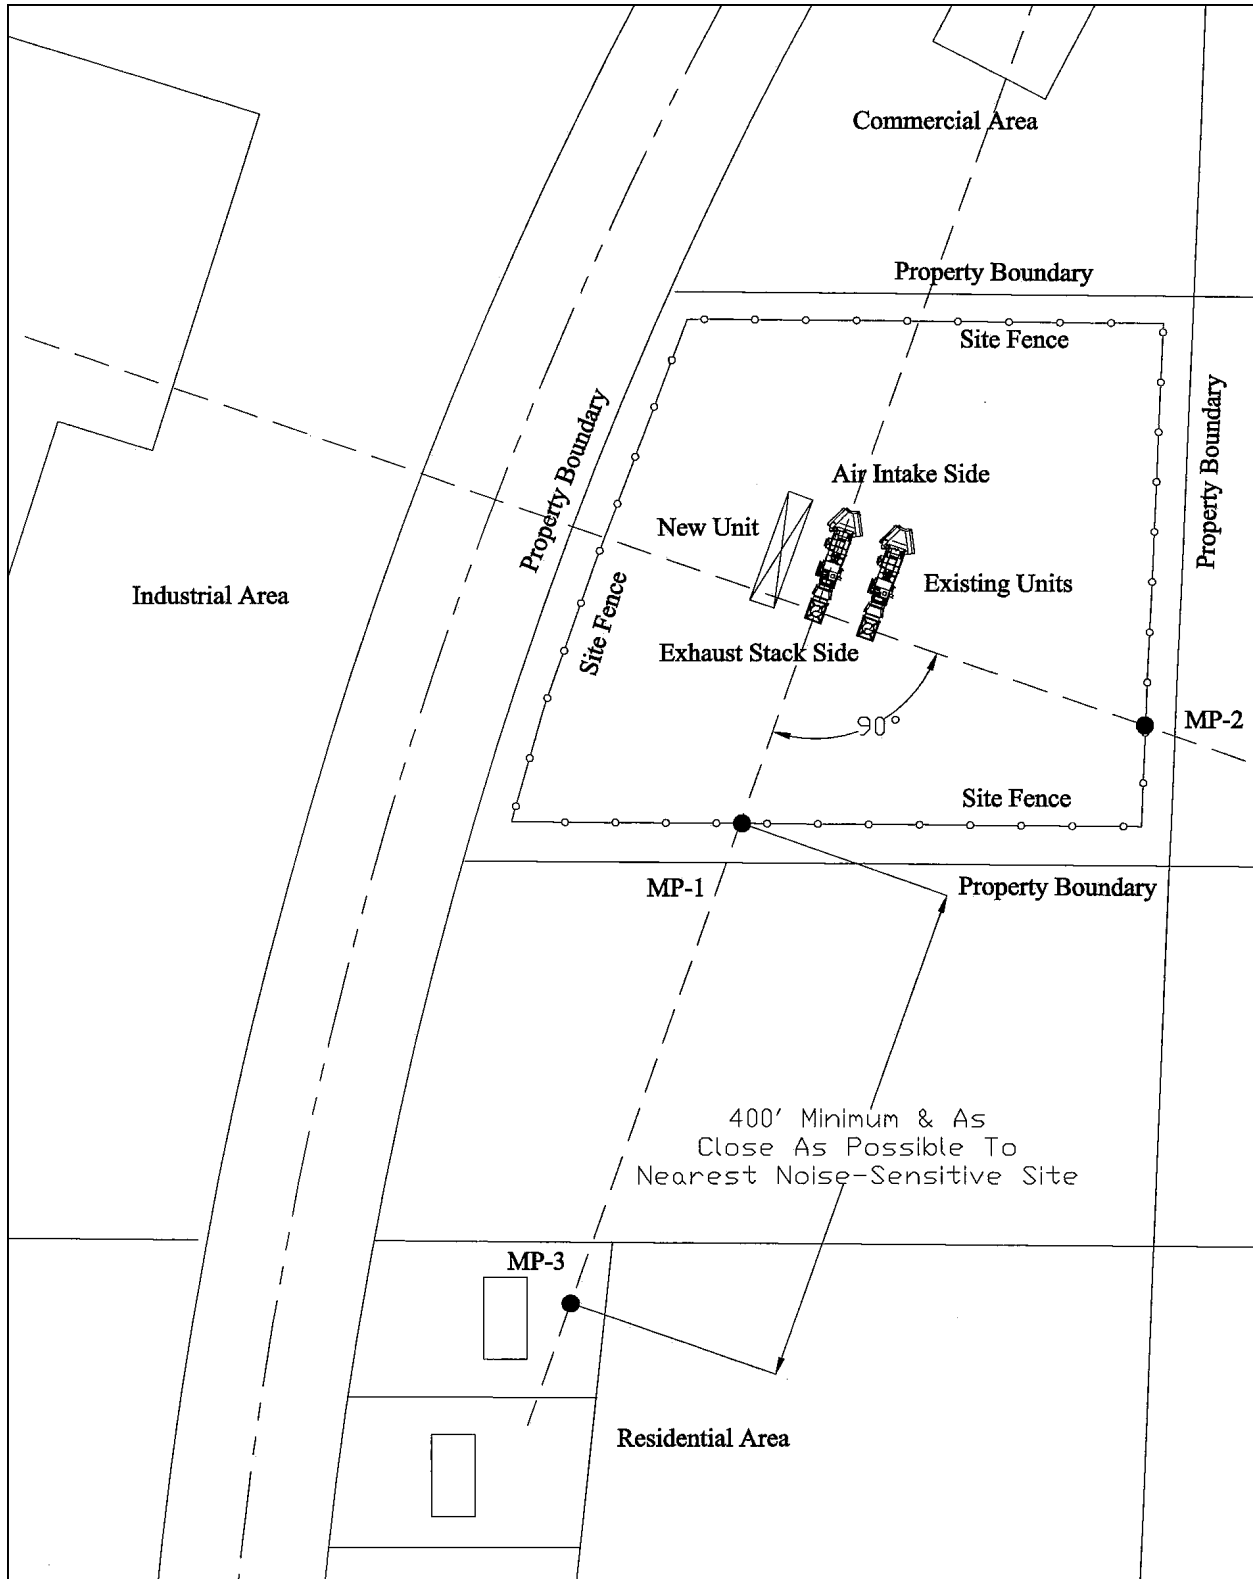 Commercial Area
Property Boundary
Site Fence
Property Boundary
Property Boundary
Air Intake Side
New Unit
Existing Units
Industrial Area
Site Fence
Exhaust Stack Side
90°
MP-2
Site Fence
MP-1
Property Boundary
400' Minimum & As
Close As Possible To
Nearest Noise-Sensitive Site
MP-3
Residential Area